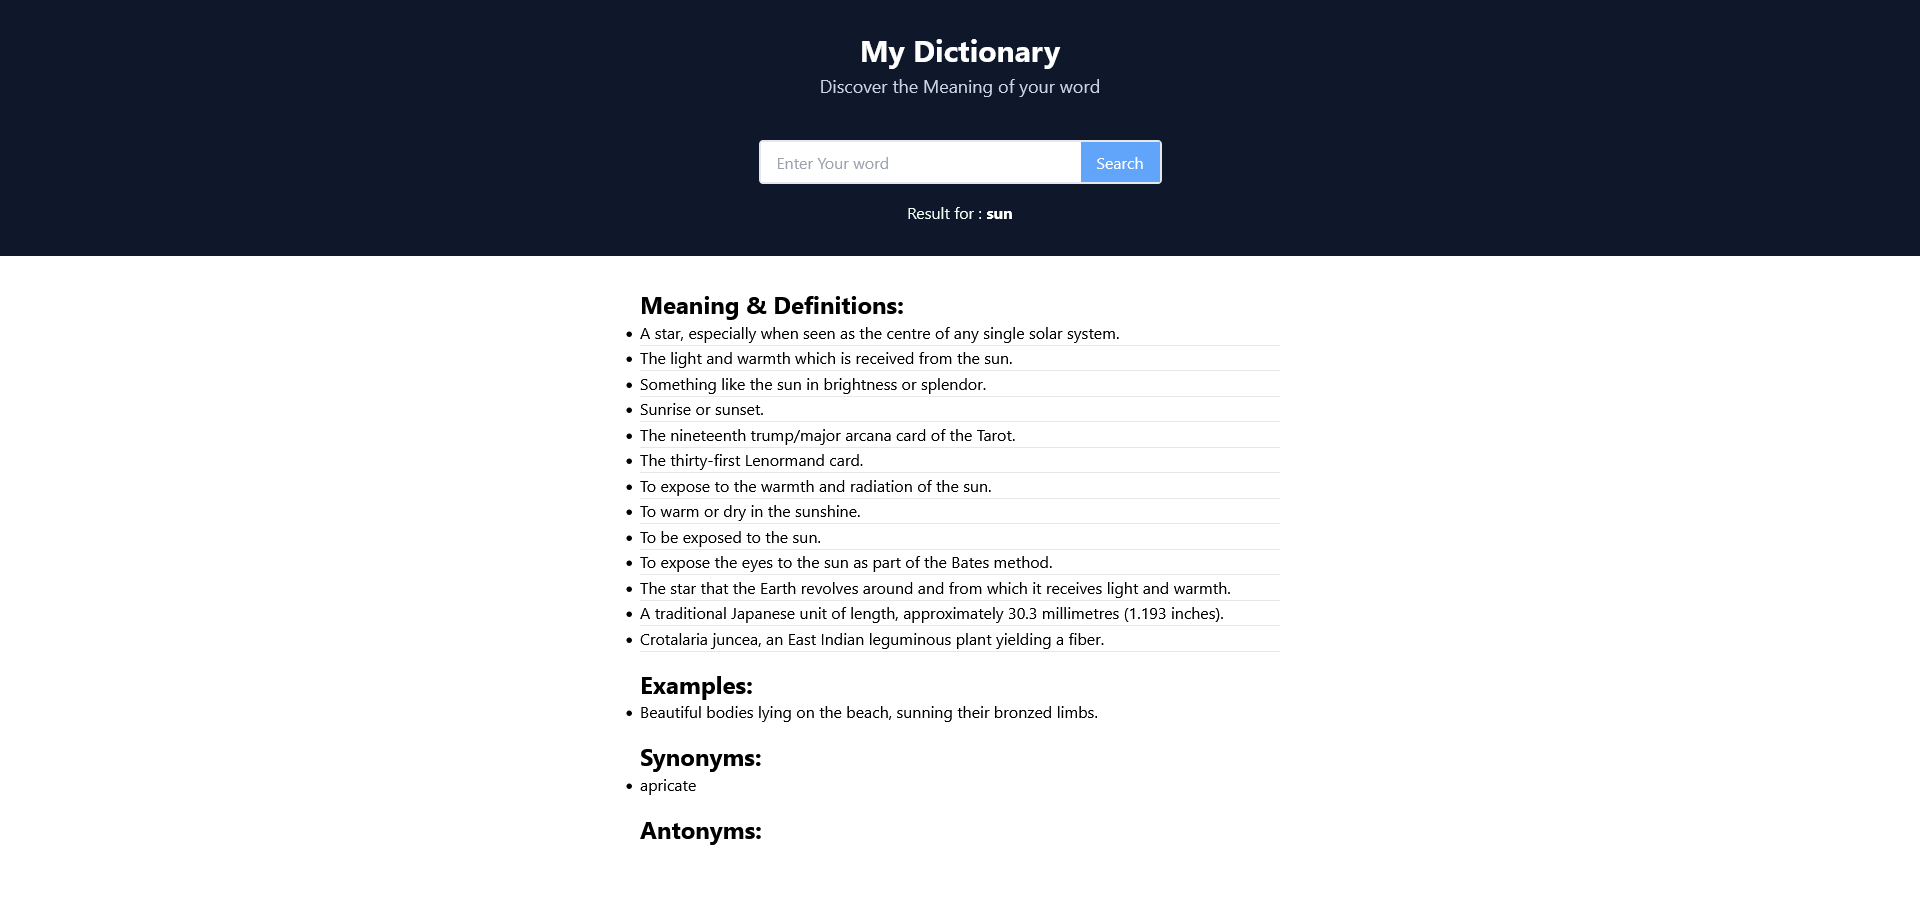 My Dictionary
Discover the Meaning of your word
Enter Your word
Search
Result for : sun
Meaning & Definitions:
• A star, especially when seen as the centre of any single solar system.
• The light and warmth which is received from the sun.
• Something like the sun in brightness or splendor.
• Sunrise or sunset.
• The nineteenth trump/major arcana card of the Tarot.
• The thirty-first Lenormand card.
• To expose to the warmth and radiation of the sun.
• To warm or dry in the sunshine.
• To be exposed to the sun.
• To expose the eyes to the sun as part of the Bates method.
• The star that the Earth revolves around and from which it receives light and warmth.
• A traditional Japanese unit of length, approximately 30.3 millimetres (1.193 inches).
• Crotalaria juncea, an East Indian leguminous plant yielding a fiber.
Examples:
• Beautiful bodies lying on the beach, sunning their bronzed limbs.
Synonyms:
• apricate
Antonyms: